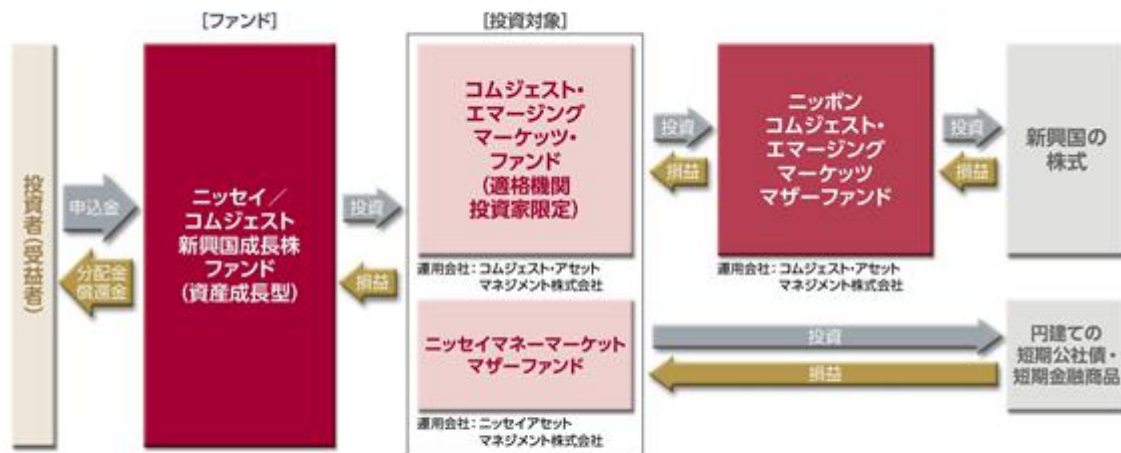 [ファンド]
[投資対象]
投資者(受益者)
申込金
分配金
償還金
ニッセイ／
コムジェスト
新興国成長株
ファンド
(資産成長型)
投資
損益
コムジェスト・
エマージング
マーケッツ・
ファンド
(適格機関
投資家限定)
運用会社：コムジェスト・アセット
マネジメント株式会社
投資
損益
ニッポン
コムジェスト・
エマージング
マーケッツ
マザーファンド
運用会社：コムジェスト・アセット
マネジメント株式会社
投資
損益
新興国の
株式
ニッセイマネーマーケット
マザーファンド
運用会社：ニッセイアセット
マネジメント株式会社
投資
損益
円建ての
短期公社債・
短期金融商品